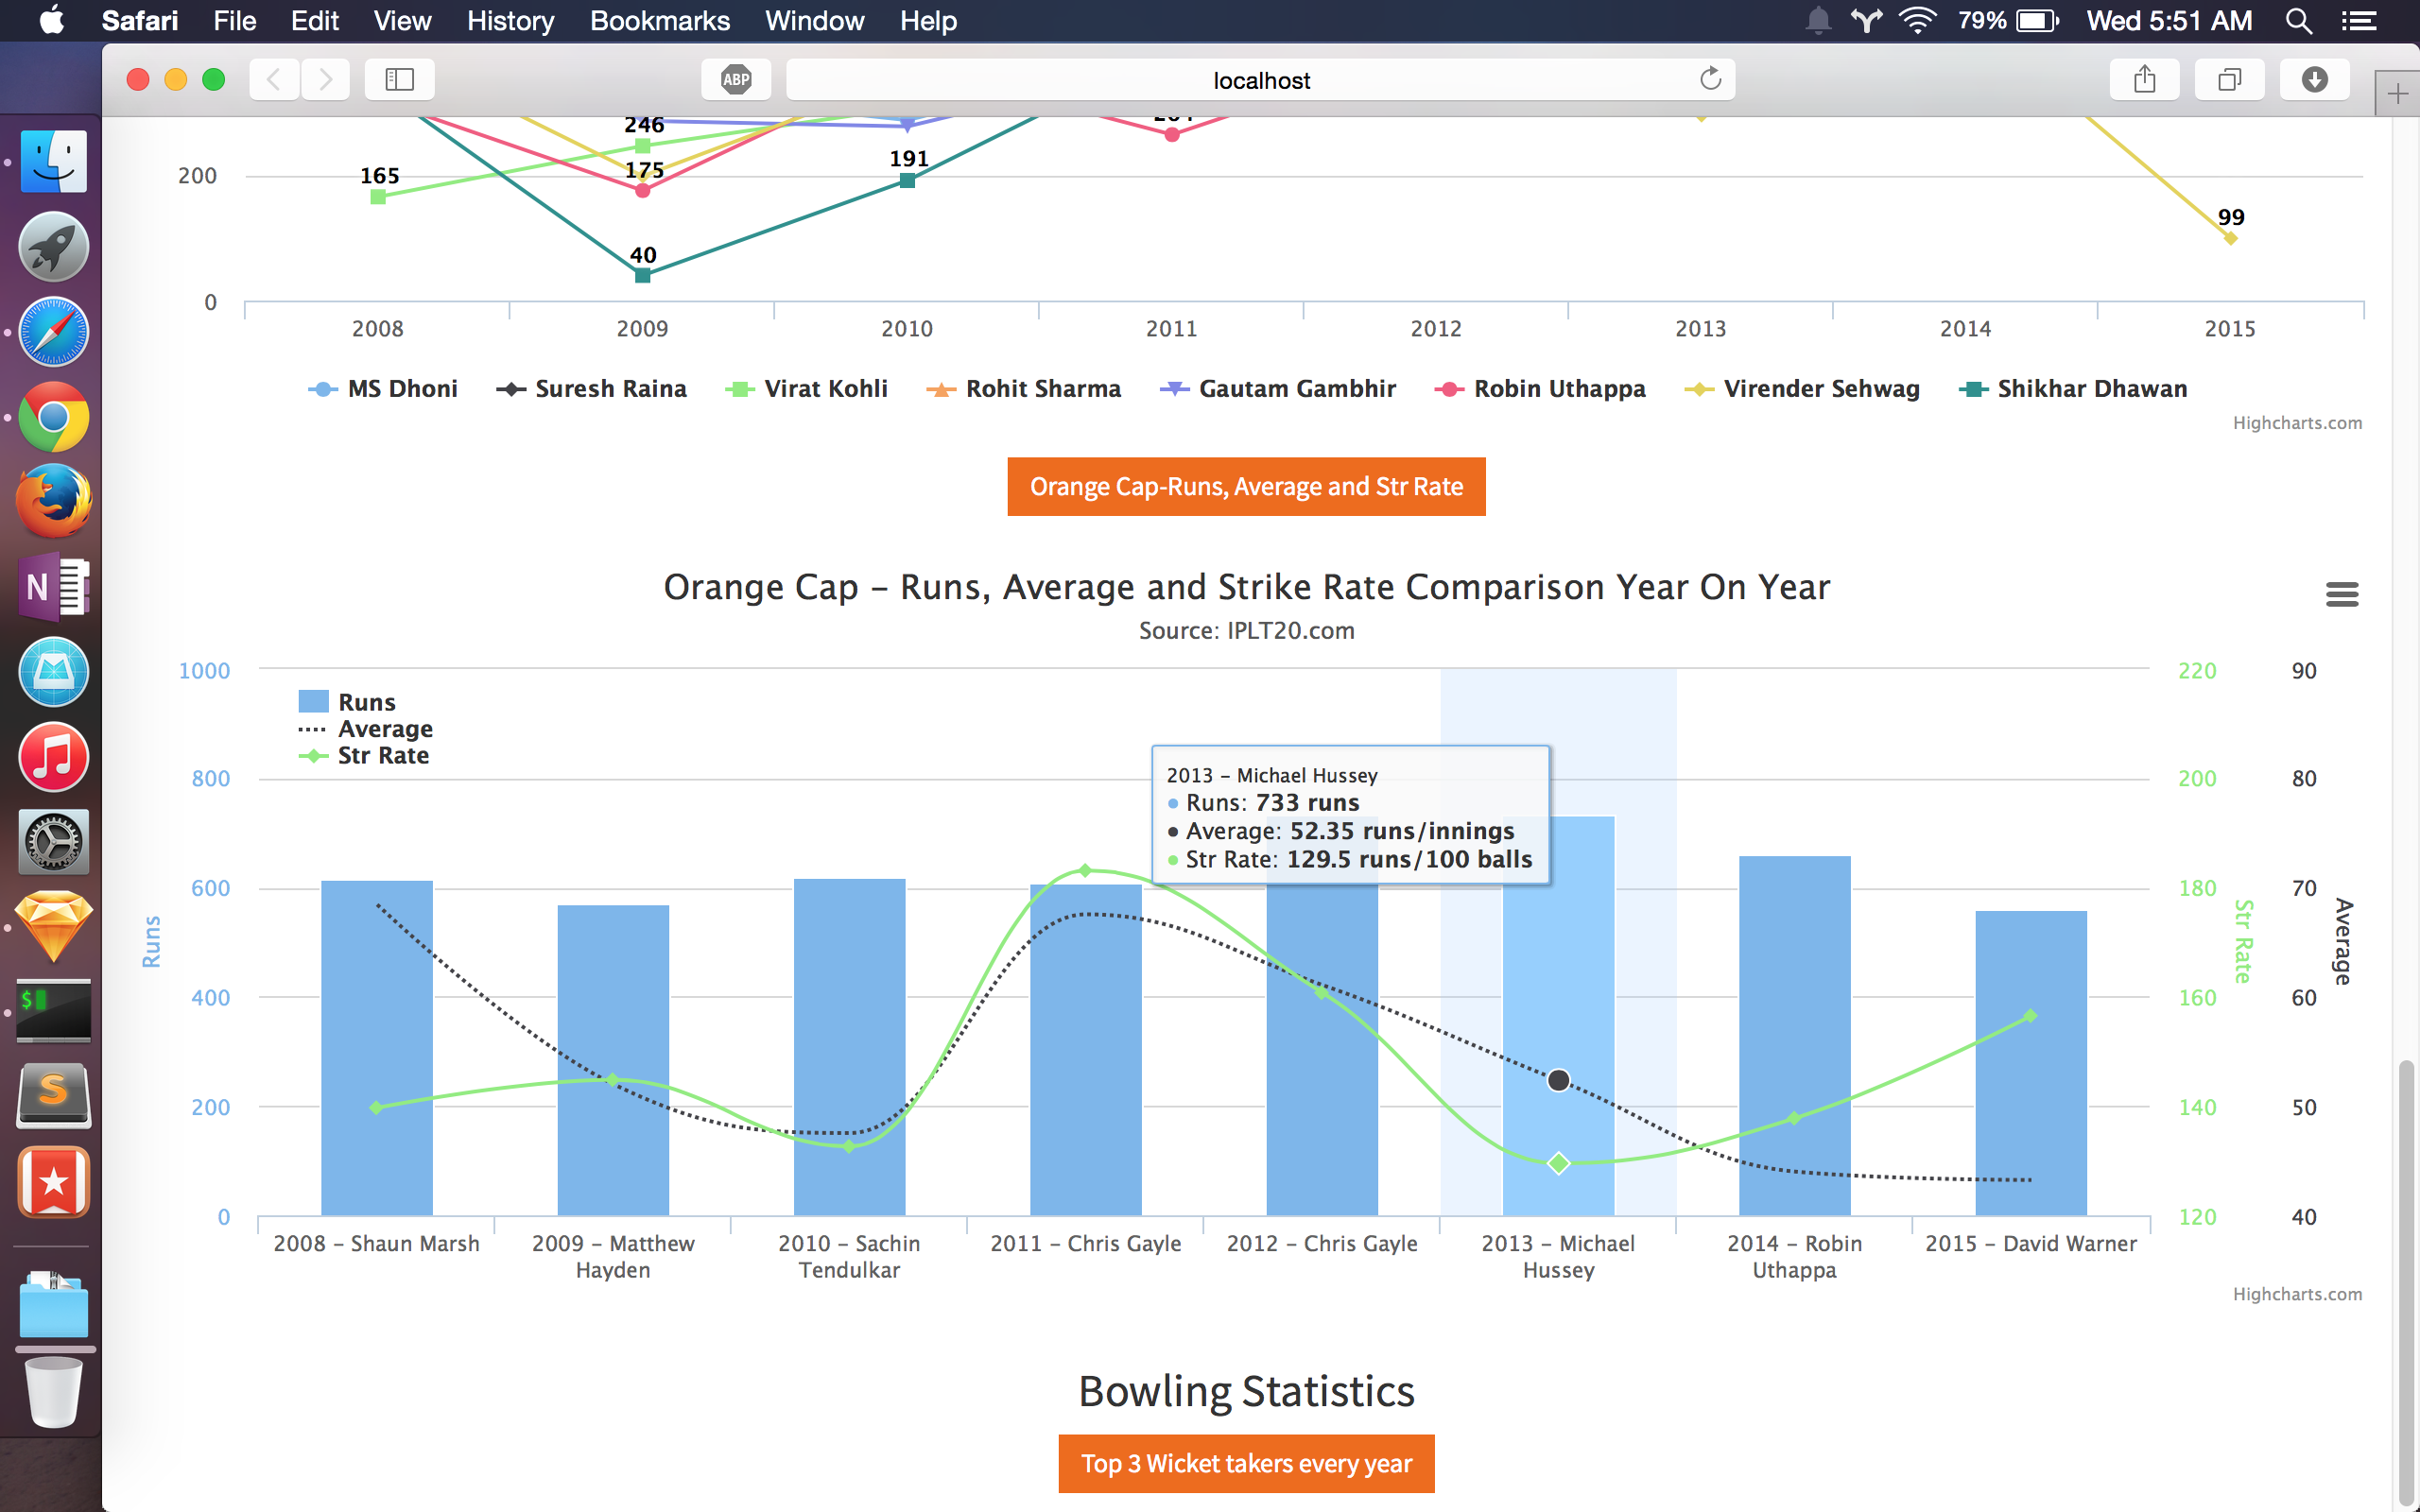 Safari File Edit View History Bookmarks Window Help 79% Wed 5:51 AM
ABP localhost
246
200 165 175 191
99
40
0
2008 2009 2010 2011 2012 2013 2014 2015
MS Dhoni Suresh Raina Virat Kohli Rohit Sharma Gautam Gambhir Robin Uthappa Virender Sehwag Shikhar Dhawan
Highcharts.com
Orange Cap-Runs, Average and Str Rate
Orange Cap – Runs, Average and Strike Rate Comparison Year On Year
Source: IPLT20.com
1000 220 90
Runs
Average
Str Rate
800 200 80
2013 – Michael Hussey
Runs: 733 runs
Average: 52.35 runs/innings
Str Rate: 129.5 runs/100 balls
600 180 70
Runs Str Rate Average
400 160 60
200 140 50
0 120 40
2008 – Shaun Marsh
2009 – Matthew
Hayden
2010 – Sachin
Tendulkar
2011 – Chris Gayle
2012 – Chris Gayle
2013 – Michael
Hussey
2014 – Robin
Uthappa
2015 – David Warner
Highcharts.com
Bowling Statistics
Top 3 Wicket takers every year
N
$
S